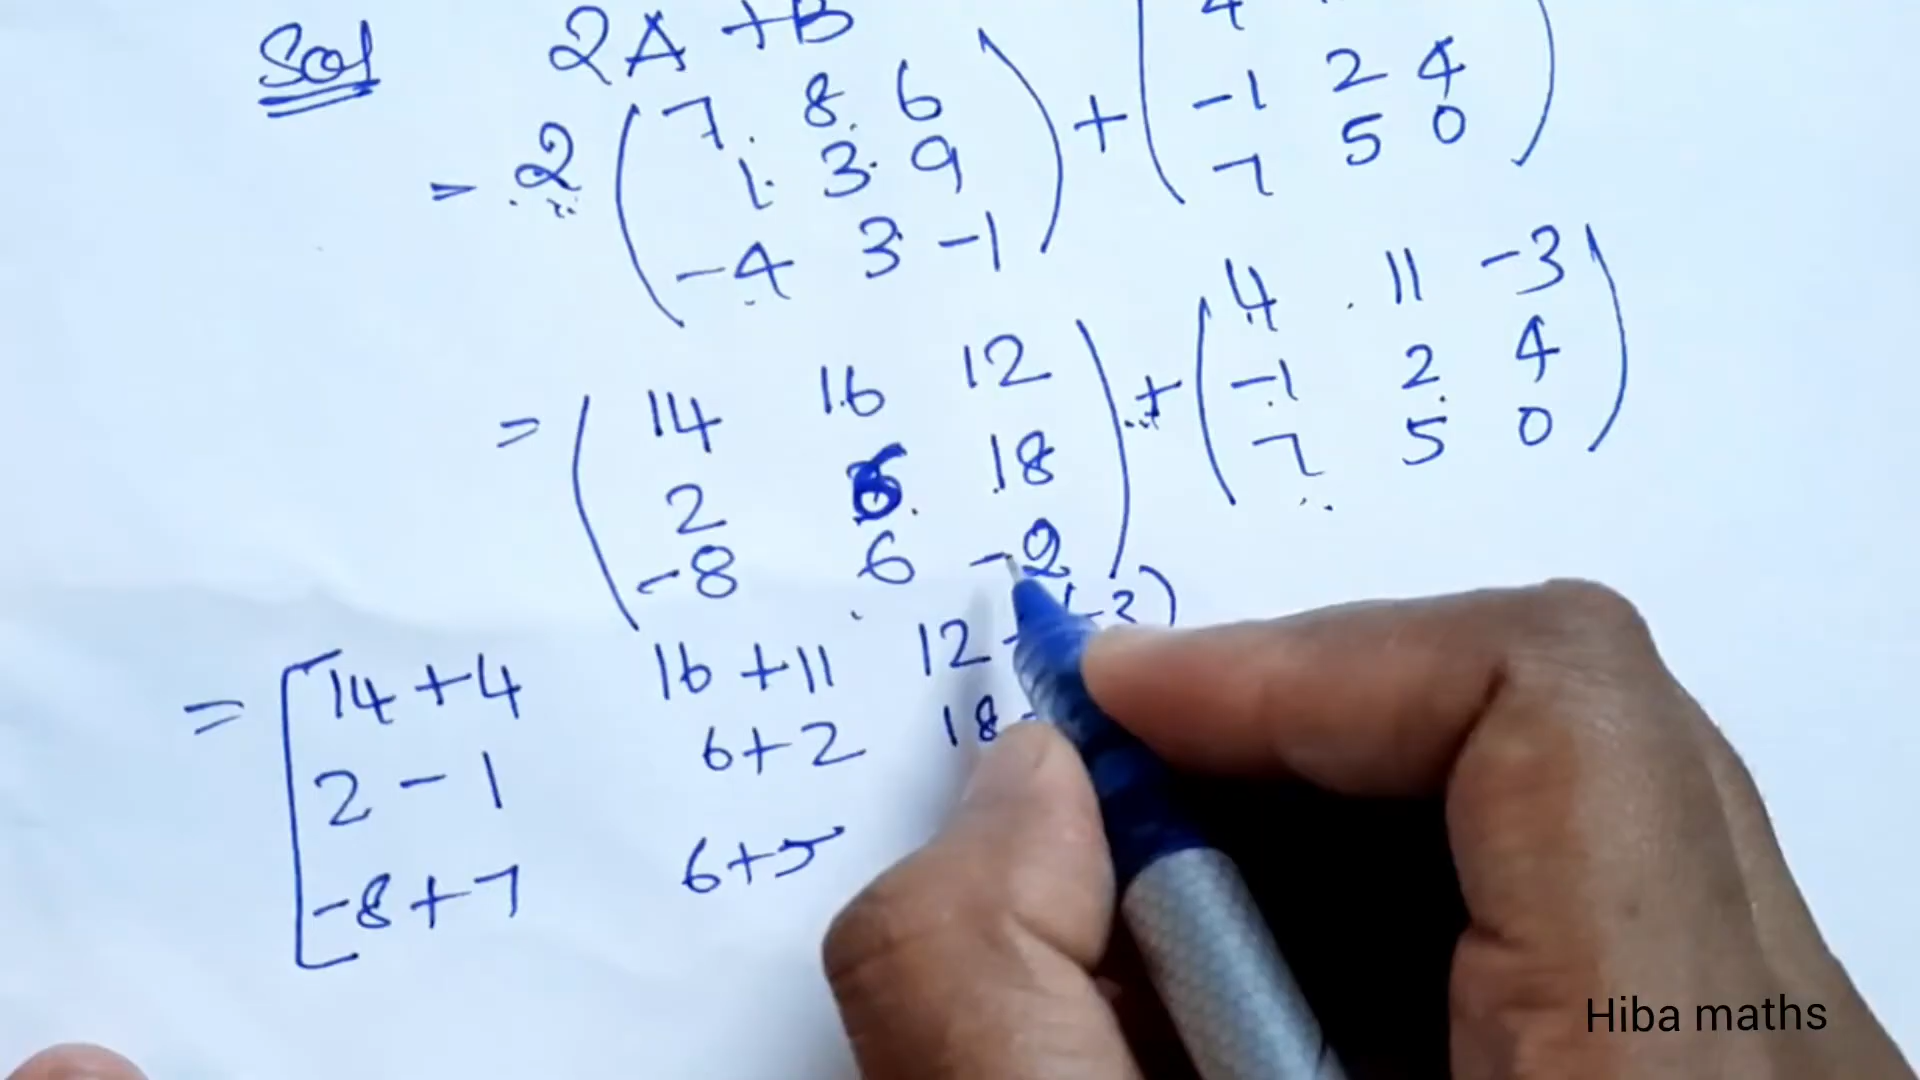 Sol 2A + B
= 2 ( 7 8 6 ) + ( 4
1 3 9 -1 2 4
-4 3 -1 ) 7 5 0 )
= ( 14 16 12 ) + ( 4 11 -3 )
2 6 18 -1 2 4
-8 6 -2 7 5 0
= [ 14+4 16+11 12
2-1 6+2 18
-8+7 6+5
Hiba maths